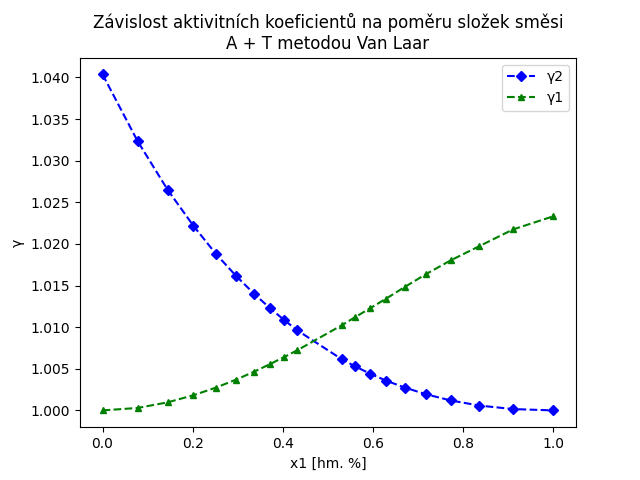 Závislost aktivitních koeficientů na poměru složek směsi
A + T metodou Van Laar
γ2
γ1
1.040
1.035
1.030
1.025
1.020
1.015
1.010
1.005
1.000
γ
0.0 0.2 0.4 0.6 0.8 1.0
x1 [hm. %]